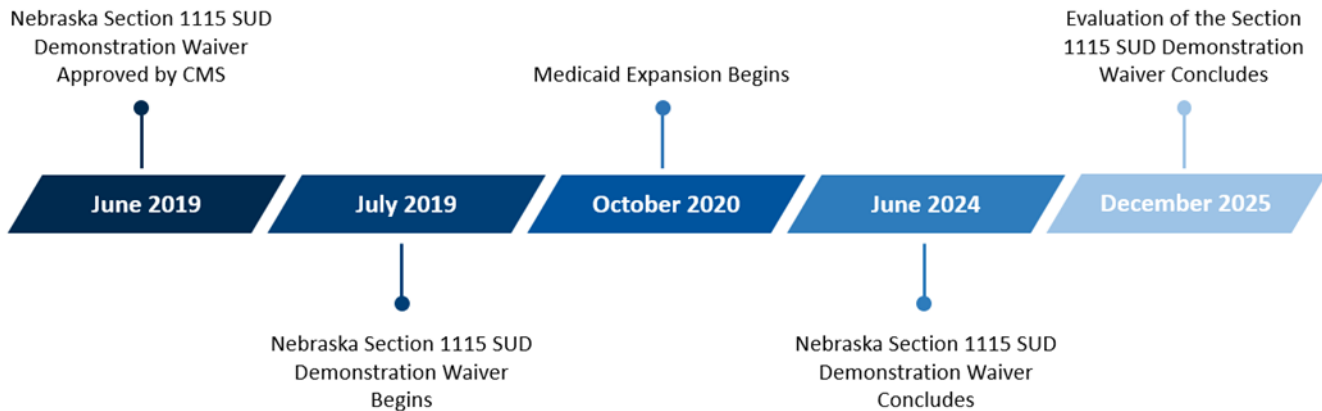 Nebraska Section 1115 SUD
Demonstration Waiver
Approved by CMS
Medicaid Expansion Begins
Evaluation of the Section
1115 SUD Demonstration
Waiver Concludes
June 2019
July 2019
October 2020
June 2024
December 2025
Nebraska Section 1115 SUD
Demonstration Waiver
Begins
Nebraska Section 1115 SUD
Demonstration Waiver
Concludes